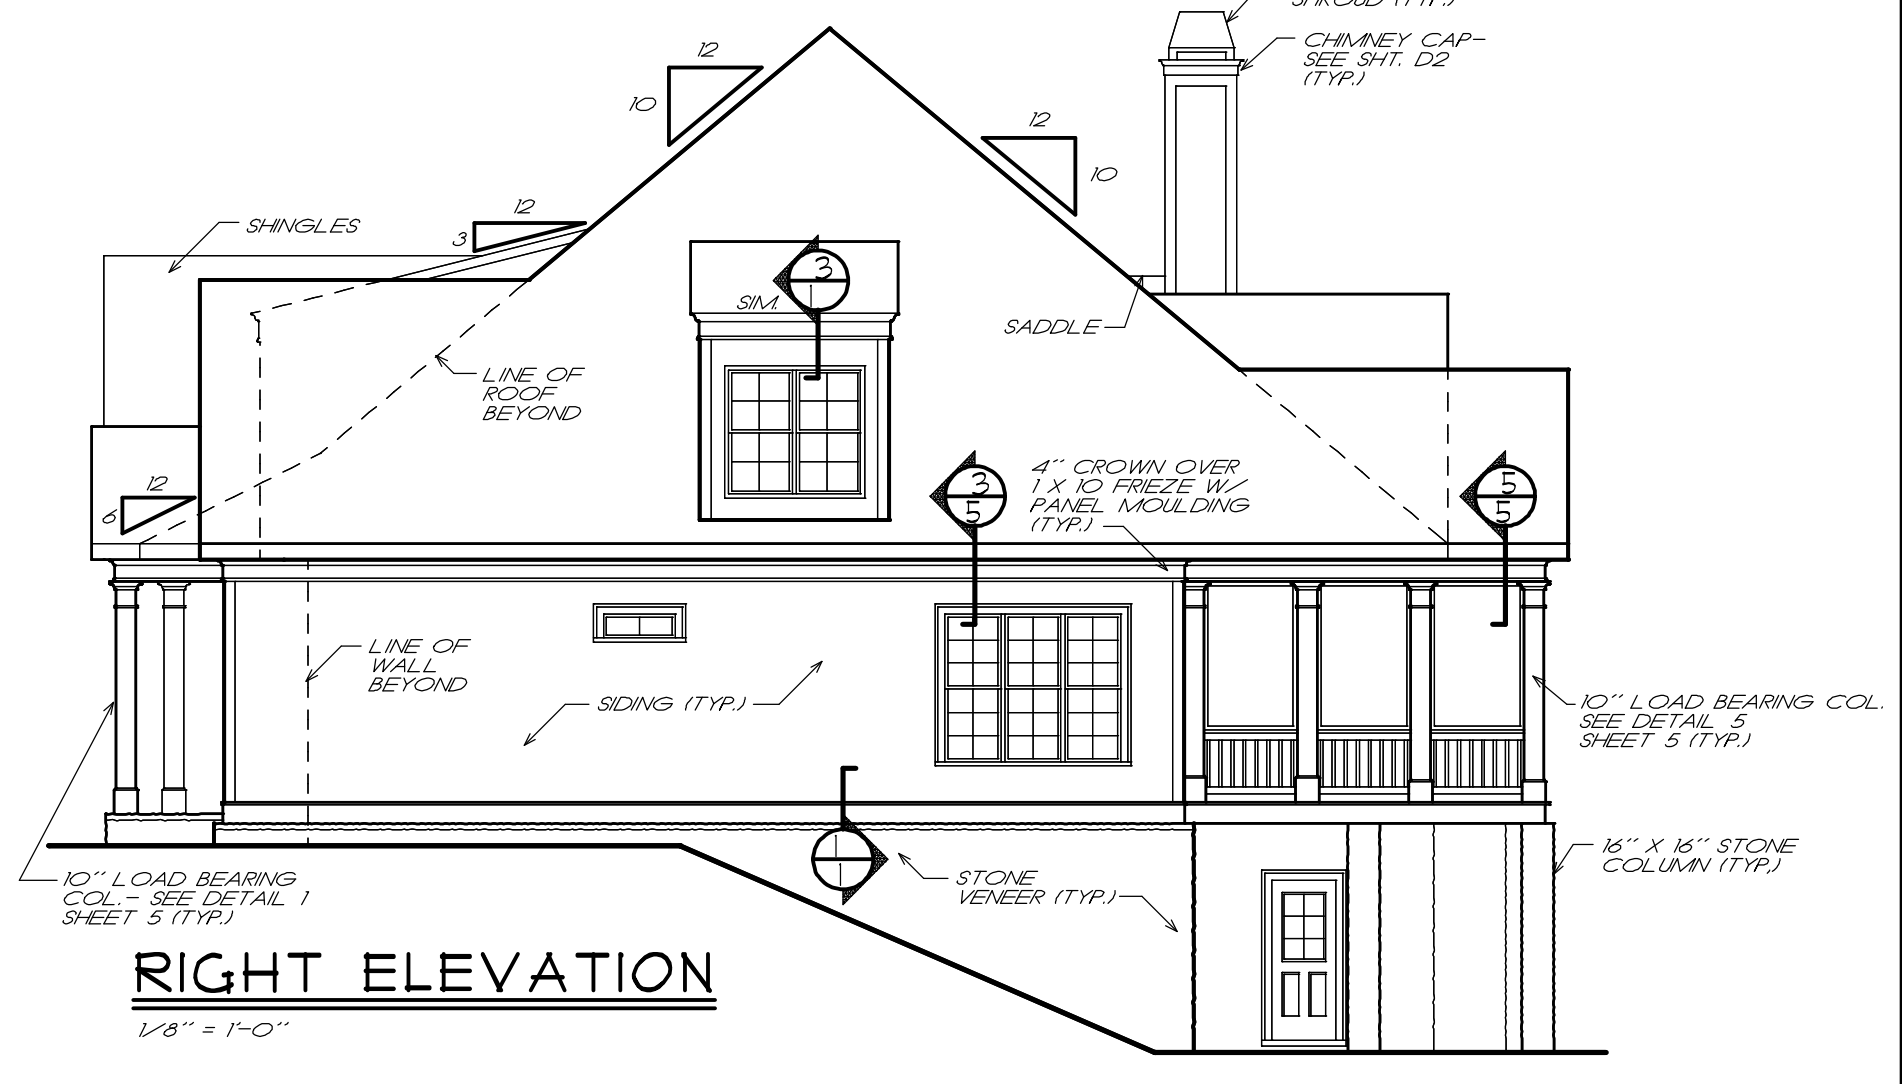 SHROUD (TYP.)
CHIMNEY CAP-
SEE SHT. D2
(TYP.)
12
10
12
10
12
3
SHINGLES
3
1
SIM.
SADDLE
LINE OF
ROOF
BEYOND
12
6
4" CROWN OVER
1 X 10 FRIEZE W/
PANEL MOULDING
(TYP.)
3
5
5
5
LINE OF
WALL
BEYOND
SIDING (TYP.)
10" LOAD BEARING COL.
SEE DETAIL 5
SHEET 5 (TYP.)
1
1
16" X 16" STONE
COLUMN (TYP,)
STONE
VENEER (TYP.)
10" LOAD BEARING
COL.- SEE DETAIL 1
SHEET 5 (TYP.)
RIGHT ELEVATION
1/8" = 1'-0"